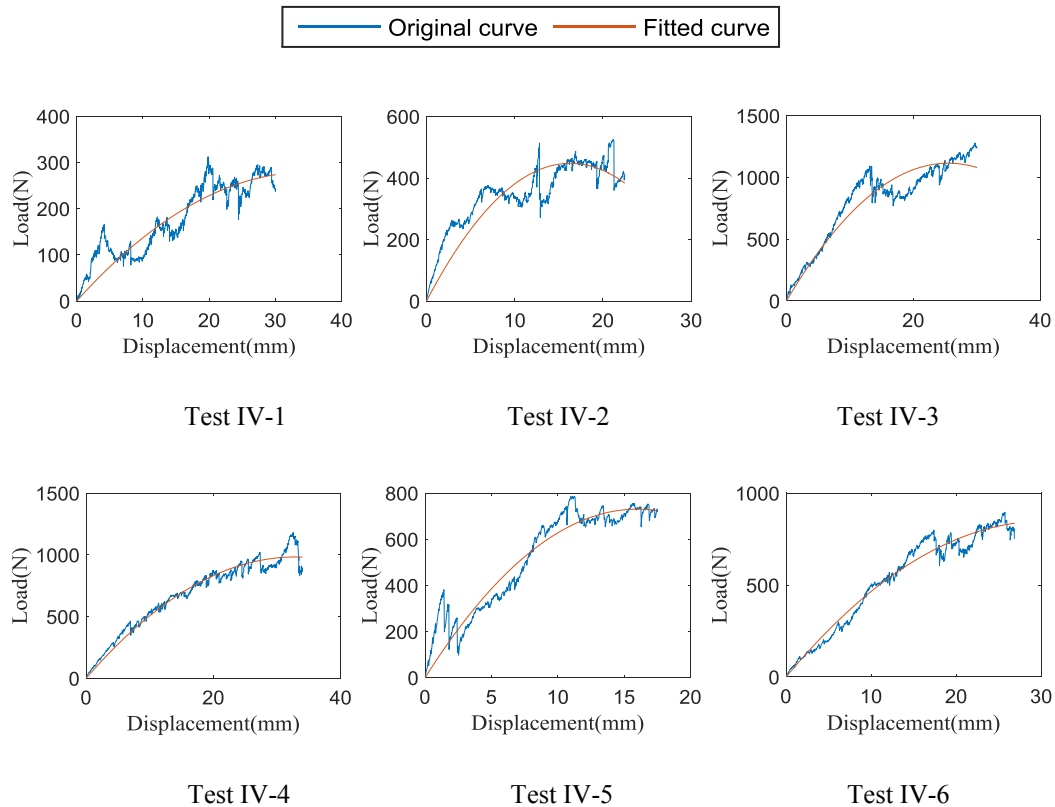 Original curve Fitted curve
400
300
200
100
0
Load(N)
0 10 20 30 40
Displacement(mm)
Test IV-1
600
400
200
0
Load(N)
0 10 20 30
Displacement(mm)
Test IV-2
1500
1000
500
0
Load(N)
0 20 40
Displacement(mm)
Test IV-3
1500
1000
500
0
Load(N)
0 10 20 30 40
Displacement(mm)
Test IV-4
800
600
400
200
0
Load(N)
0 5 10 15 20
Displacement(mm)
Test IV-5
1000
500
0
Load(N)
0 10 20 30
Displacement(mm)
Test IV-6